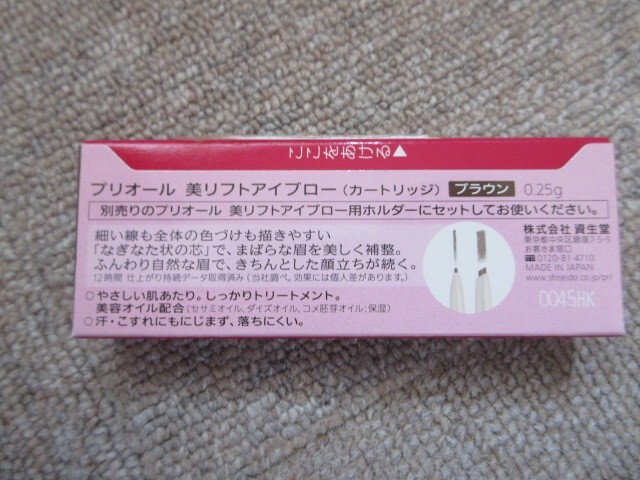 ここをあける▲
プリオール 美リフトアイブロー（カートリッジ） ブラウン 0.25g
別売りのプリオール 美リフトアイブロー用ホルダーにセットしてお使いください。
細い線も全体の色づけも描きやすい
「なぎなた状の芯」で、まばらな眉を美しく補整。
ふんわり自然な眉で、きちんとした顔立ちが続く。
12時間 仕上がり持続データ取得済み（当社調べ。効果には個人差があります。）
○やさしい肌あたり。しっかりトリートメント。
美容オイル配合（セサミオイル、ダイズオイル、コメ胚芽オイル：保湿）
○汗・こすれにもにじまず、落ちにくい。
株式会社 資生堂
東京都中央区銀座7-5-5
お客さま窓口
0120-81-4710
MADE IN JAPAN
www.shiseido.co.jp/pr/
0045HK